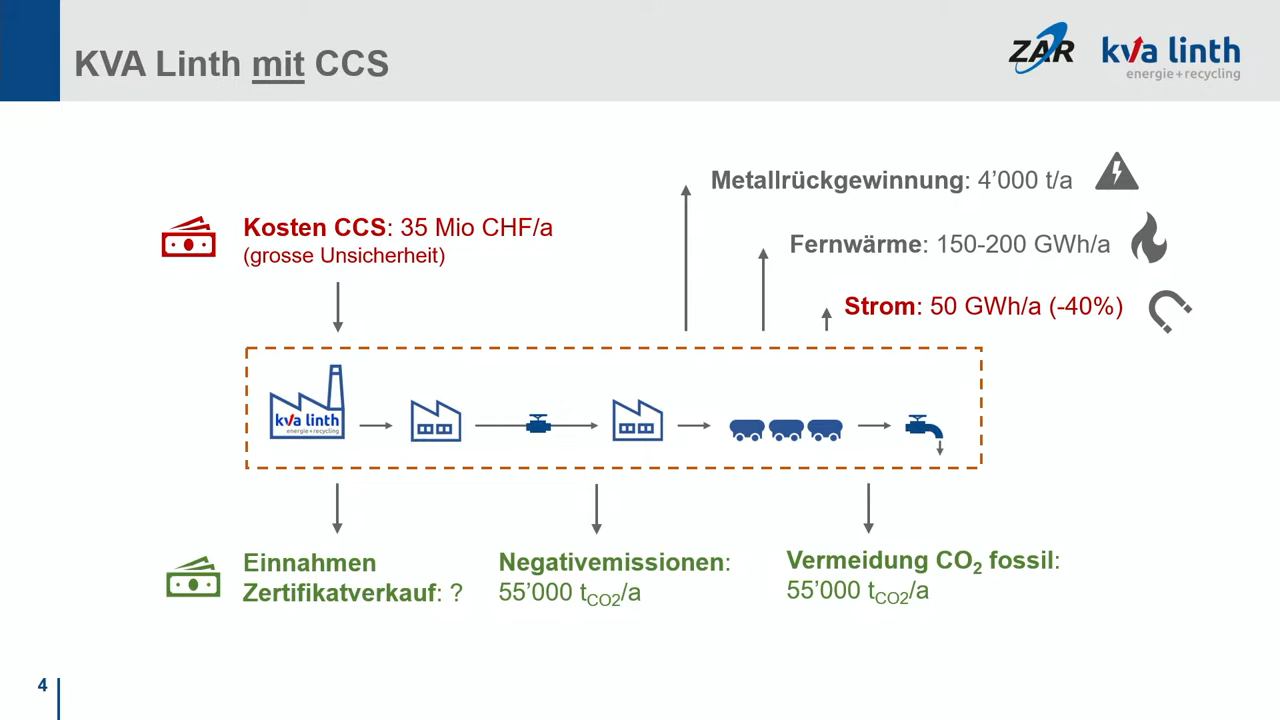 KVA Linth mit CCS
ZAR
kva linth
energie+recycling
Metallrückgewinnung: 4’000 t/a
Kosten CCS: 35 Mio CHF/a
(grosse Unsicherheit)
Fernwärme: 150-200 GWh/a
Strom: 50 GWh/a (-40%)
kva linth
energie+recycling
Einnahmen
Zertifikatverkauf: ?
Negativemissionen:
55’000 tCO2/a
Vermeidung CO2 fossil:
55’000 tCO2/a
4